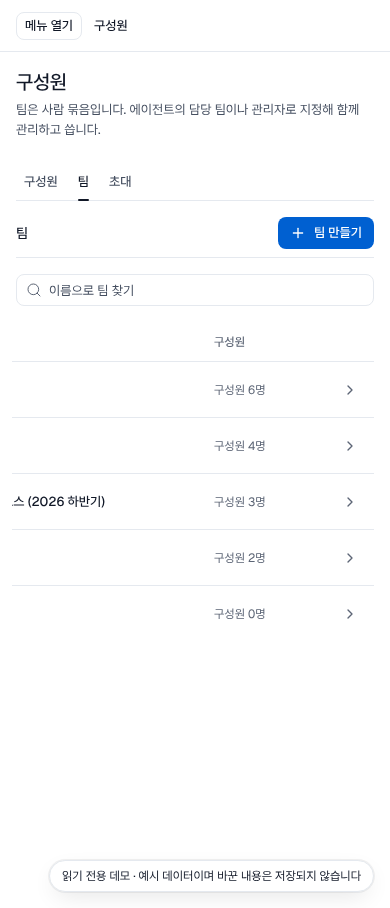 메뉴 열기 구성원
구성원
팀은 사람 묶음입니다. 에이전트의 담당 팀이나 관리자로 지정해 함께
관리하고 씁니다.
구성원 팀 초대
팀
팀 만들기
이름으로 팀 찾기
구성원
구성원 6명
구성원 4명
스 (2026 하반기) 구성원 3명
구성원 2명
구성원 0명
읽기 전용 데모 · 예시 데이터이며 바꾼 내용은 저장되지 않습니다